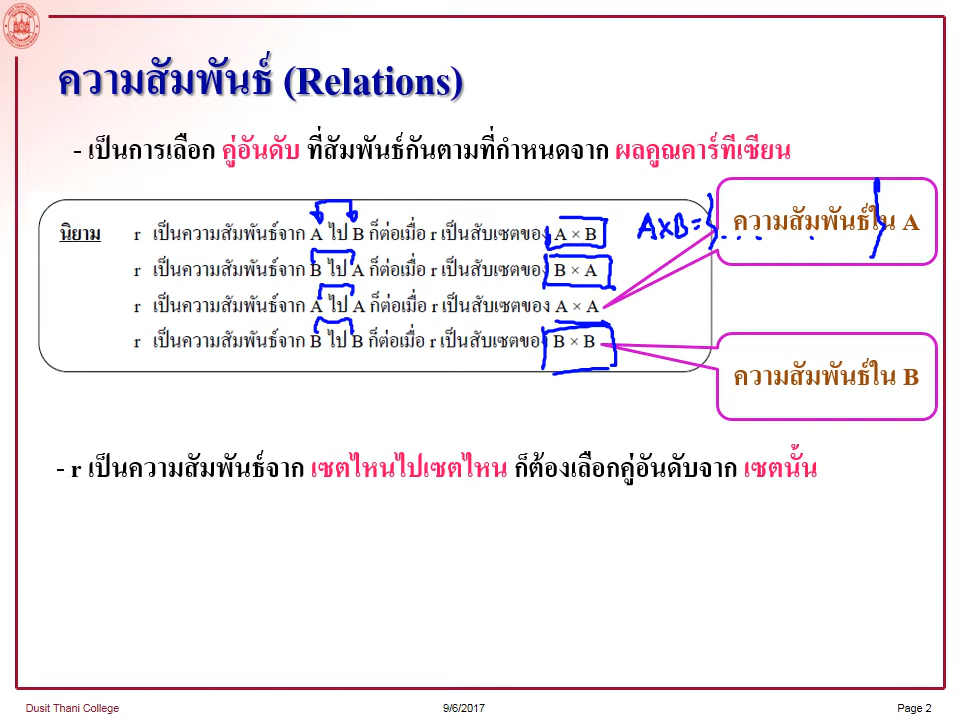 ความสัมพันธ์ (Relations)
- เป็นการเลือก คู่อันดับ ที่สัมพันธ์กันตามที่กำหนดจาก ผลคูณคาร์ทีเซียน
นิยาม r เป็นความสัมพันธ์จาก A ไป B ก็ต่อเมื่อ r เป็นสับเซตของ A × B
r เป็นความสัมพันธ์จาก B ไป A ก็ต่อเมื่อ r เป็นสับเซตของ B × A
r เป็นความสัมพันธ์จาก A ไป A ก็ต่อเมื่อ r เป็นสับเซตของ A × A
r เป็นความสัมพันธ์จาก B ไป B ก็ต่อเมื่อ r เป็นสับเซตของ B × B
A×B = { . . . . . }
ความสัมพันธ์ใน A
ความสัมพันธ์ใน B
- r เป็นความสัมพันธ์จาก เซตไหนไปเซตไหน ก็ต้องเลือกคู่อันดับจาก เซตนั้น
Dusit Thani College 9/6/2017 Page 2